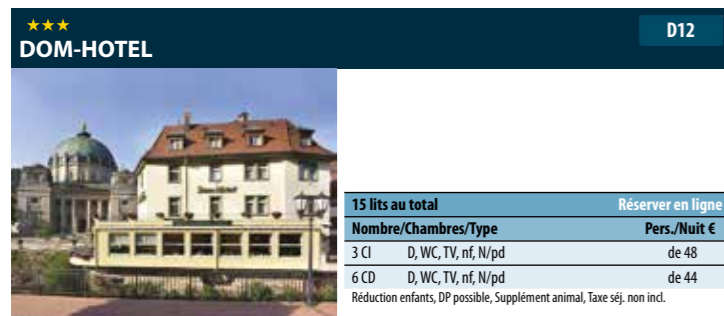 D12
DOM-HOTEL
15 lits au total Réserver en ligne
Nombre/Chambres/Type Pers./Nuit €
3 CI D, WC, TV, nf, N/pd de 48
6 CD D, WC, TV, nf, N/pd de 44
Réduction enfants, DP possible, Supplément animal, Taxe séj. non incl.